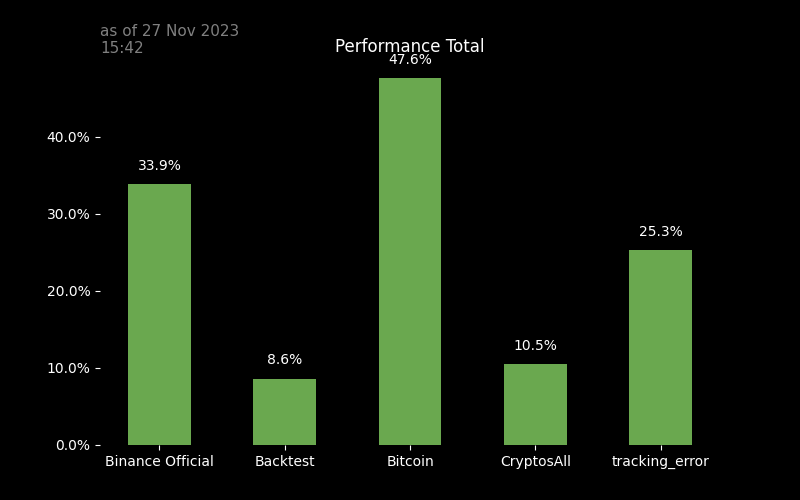 as of 27 Nov 2023
15:42
Performance Total
47.6%
40.0%
33.9%
30.0%
25.3%
20.0%
10.5%
10.0%
8.6%
0.0%
Binance Official
Backtest
Bitcoin
CryptosAll
tracking_error